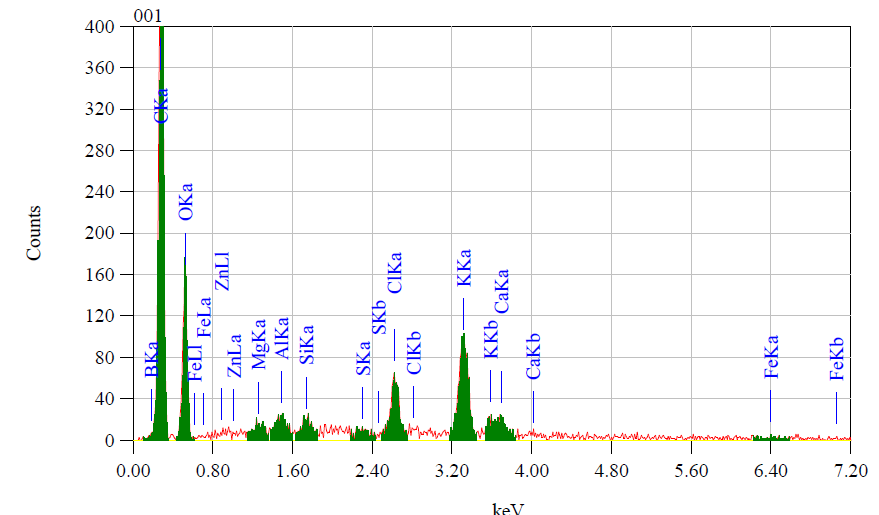 001
400
360
320
280
240
200
160
120
80
40
0
Counts
BKa
CKa
OKa
FeLl
FeLa
ZnLl
ZnLa
MgKa
AlKa
SiKa
SKa
SKb
ClKa
ClKb
KKa
KKb
CaKa
CaKb
FeKa
FeKb
0.00 0.80 1.60 2.40 3.20 4.00 4.80 5.60 6.40 7.20
keV